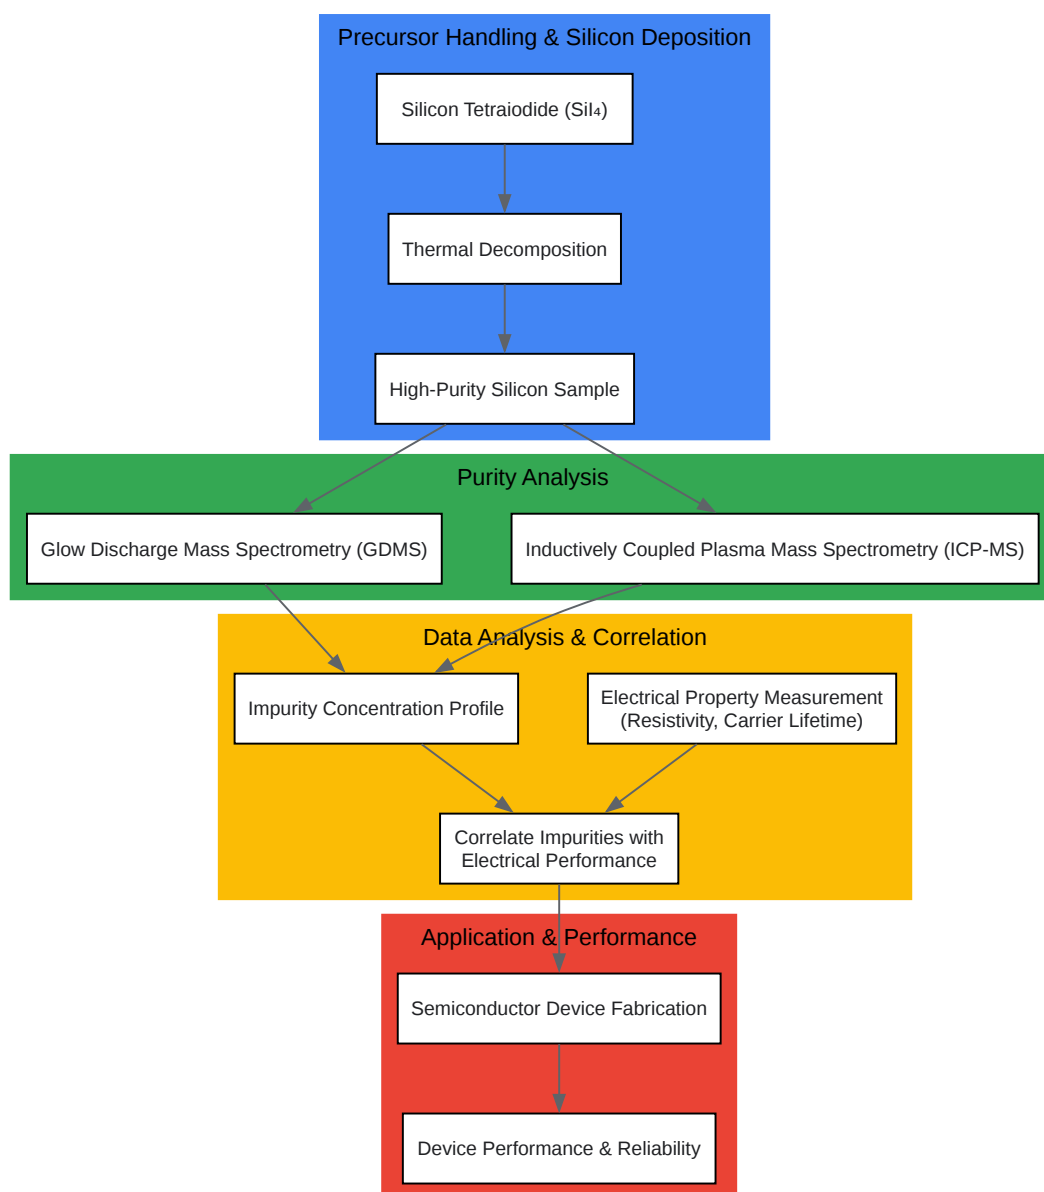 Precursor Handling & Silicon Deposition
Silicon Tetraiodide (SiI₄)
Thermal Decomposition
High-Purity Silicon Sample
Purity Analysis
Glow Discharge Mass Spectrometry (GDMS)
Inductively Coupled Plasma Mass Spectrometry (ICP-MS)
Data Analysis & Correlation
Impurity Concentration Profile
Electrical Property Measurement
(Resistivity, Carrier Lifetime)
Correlate Impurities with
Electrical Performance
Application & Performance
Semiconductor Device Fabrication
Device Performance & Reliability